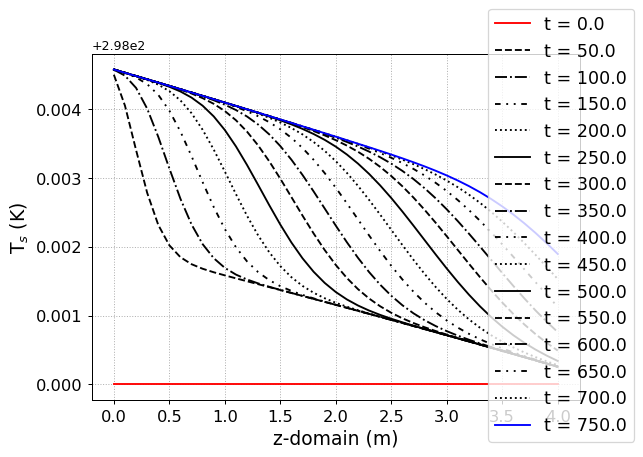 +2.98e2
0.004
0.003
0.002
0.001
0.000
T_s (K)
0.0 0.5 1.0 1.5 2.0 2.5 3.0 3.5 4.0
z-domain (m)
t = 0.0
t = 50.0
t = 100.0
t = 150.0
t = 200.0
t = 250.0
t = 300.0
t = 350.0
t = 400.0
t = 450.0
t = 500.0
t = 550.0
t = 600.0
t = 650.0
t = 700.0
t = 750.0